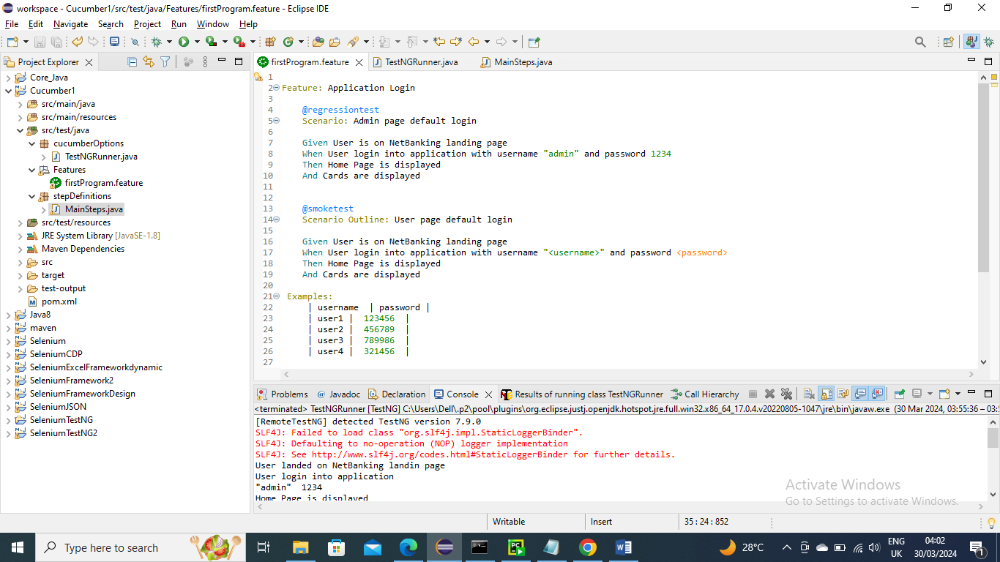 workspace - Cucumber1/src/test/java/Features/firstProgram.feature - Eclipse IDE
File Edit Navigate Search Project Run Window Help
Project Explorer
Core_Java
Cucumber1
src/main/java
src/main/resources
src/test/java
cucumberOptions
TestNGRunner.java
Features
firstProgram.feature
stepDefinitions
MainSteps.java
src/test/resources
JRE System Library [JavaSE-1.8]
Maven Dependencies
src
target
test-output
pom.xml
Java8
maven
Selenium
SeleniumCDP
SeleniumExcelFrameworkdynamic
SeleniumFramework2
SeleniumFrameworkDesign
SeleniumJSON
SeleniumTestNG
SeleniumTestNG2
firstProgram.feature TestNGRunner.java MainSteps.java
1
2 Feature: Application Login
3
4 @regressiontest
5 Scenario: Admin page default login
6
7 Given User is on NetBanking landing page
8 When User login into application with username "admin" and password 1234
9 Then Home Page is displayed
10 And Cards are displayed
11
12
13 @smoketest
14 Scenario Outline: User page default login
15
16 Given User is on NetBanking landing page
17 When User login into application with username "<username>" and password <password>
18 Then Home Page is displayed
19 And Cards are displayed
20
21 Examples:
22 | username | password |
23 | user1 | 123456 |
24 | user2 | 456789 |
25 | user3 | 789986 |
26 | user4 | 321456 |
27
Problems Javadoc Declaration Console Results of running class TestNGRunner Call Hierarchy
<terminated> TestNGRunner [TestNG] C:\Users\Dell\.p2\pool\plugins\org.eclipse.justj.openjdk.hotspot.jre.full.win32.x86_64_17.0.4.v20220805-1047\jre\bin\javaw.exe (30 Mar 2024, 03:55:36 – 03:5
[RemoteTestNG] detected TestNG version 7.9.0
SLF4J: Failed to load class "org.slf4j.impl.StaticLoggerBinder".
SLF4J: Defaulting to no-operation (NOP) logger implementation
SLF4J: See http://www.slf4j.org/codes.html#StaticLoggerBinder for further details.
User landed on NetBanking landin page
User login into application
"admin" 1234
Home Page is displayed
Activate Windows
Go to Settings to activate Windows.
Writable Insert 35 : 24 : 852
Type here to search
28°C
ENG
UK
04:02
30/03/2024
1